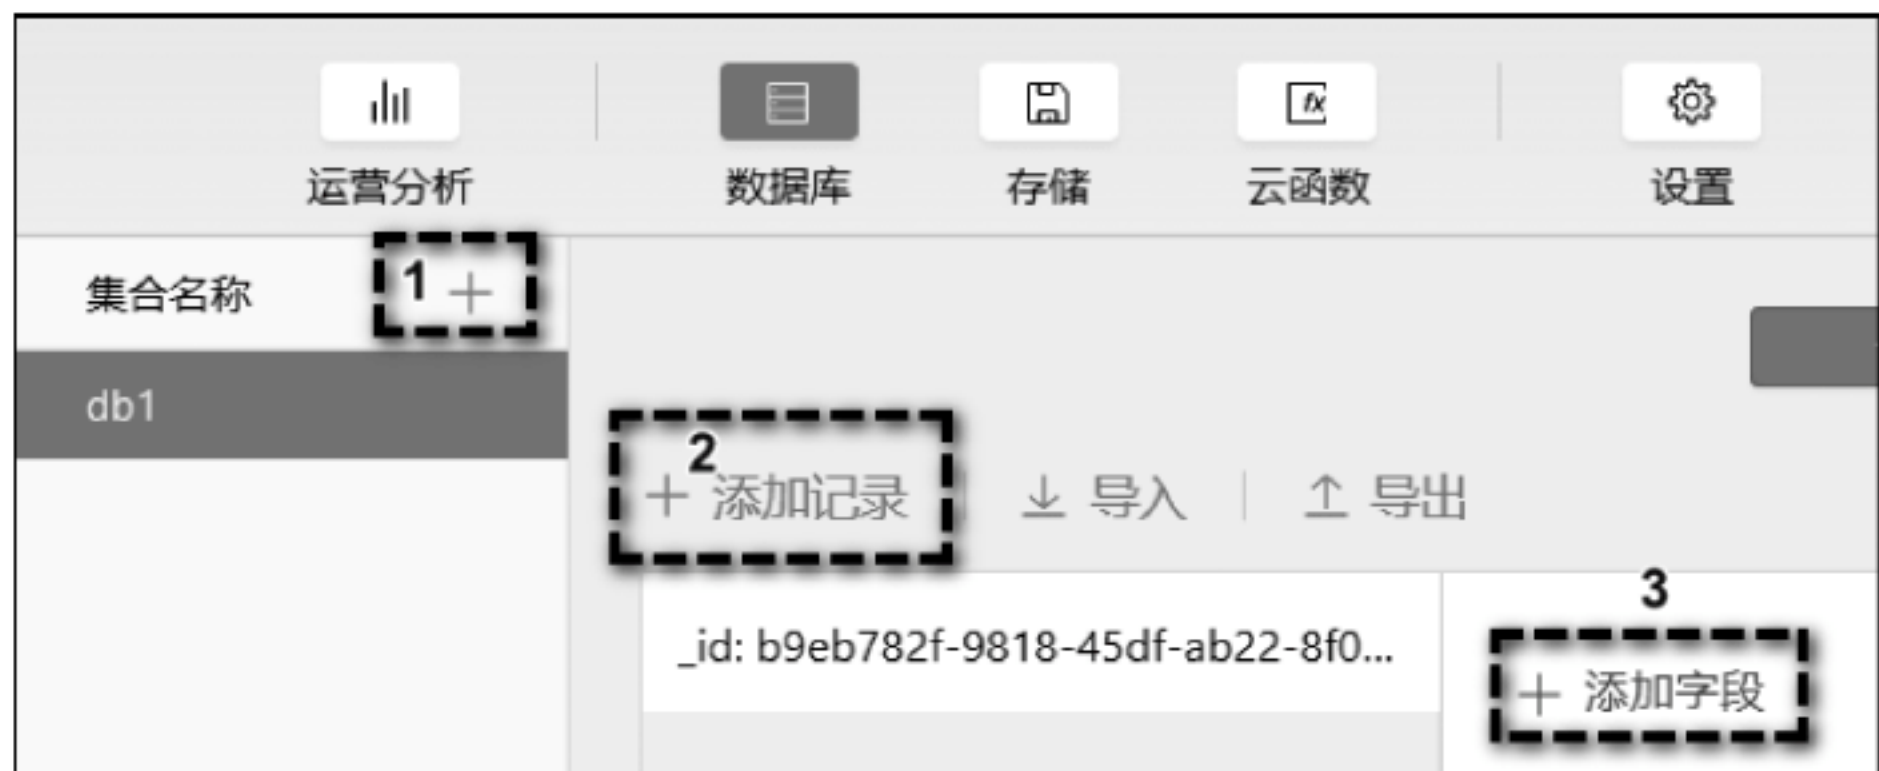 运营分析 数据库 存储 云函数 设置
集合名称 1 +
db1
2
+ 添加记录 导入 导出
3
_id: b9eb782f-9818-45df-ab22-8f0...
+ 添加字段